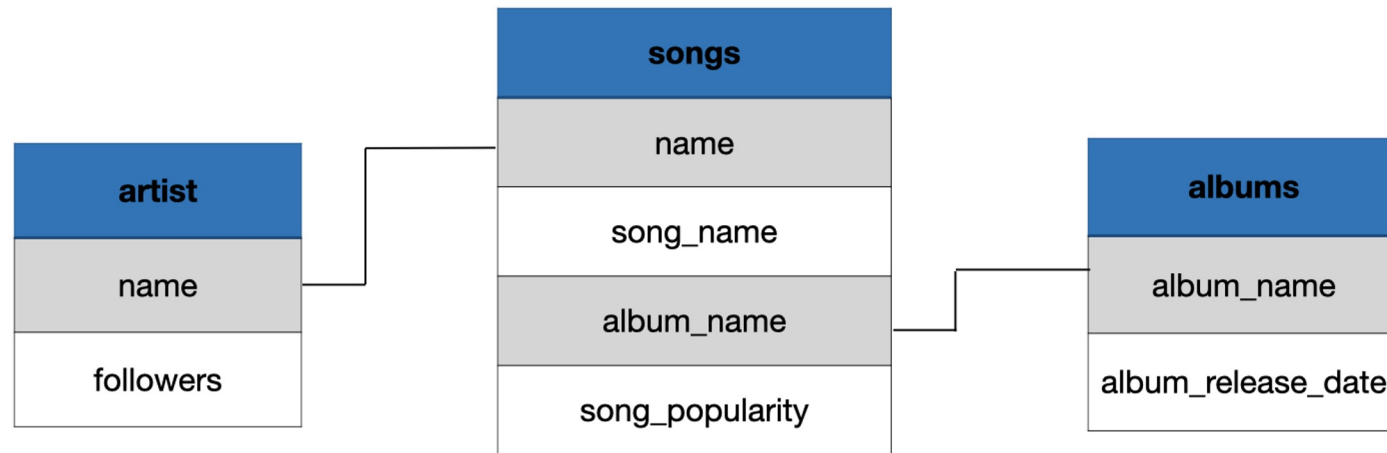 artist
name
followers
songs
name
song_name
album_name
song_popularity
albums
album_name
album_release_date